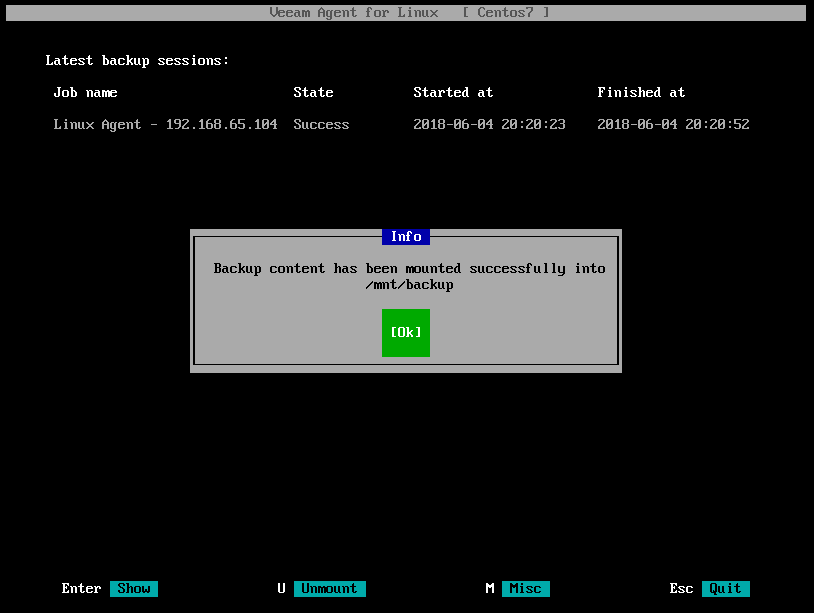 Veeam Agent for Linux [ Centos7 ]
Latest backup sessions:
Job name State Started at Finished at
Linux Agent - 192.168.65.104 Success 2018-06-04 20:20:23 2018-06-04 20:20:52
Info
Backup content has been mounted successfully into
/mnt/backup
[Ok]
Enter Show U Unmount M Misc Esc Quit